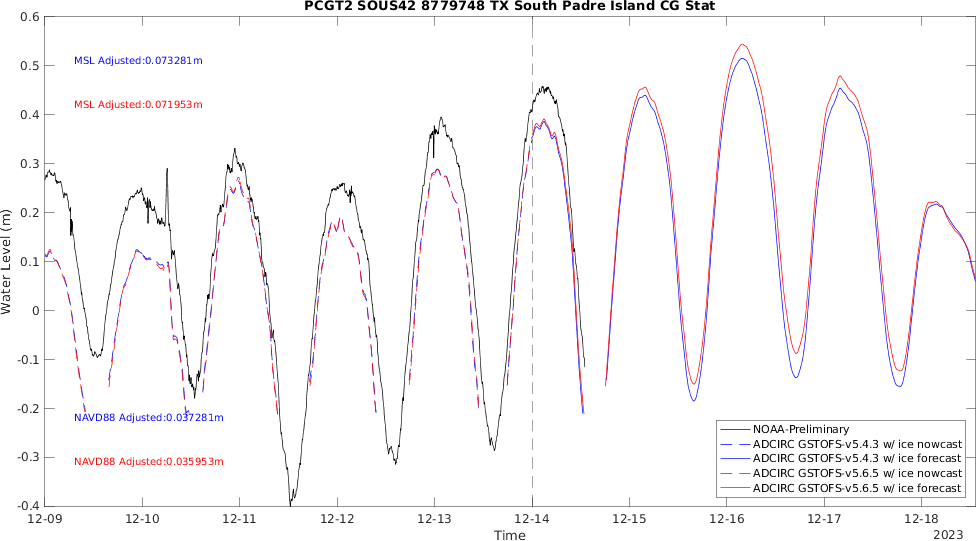 PCGT2 SOUS42 8779748 TX South Padre Island CG Stat
0.6
0.5
0.4
0.3
0.2
0.1
0
-0.1
-0.2
-0.3
-0.4
Water Level (m)
MSL Adjusted:0.073281m
MSL Adjusted:0.071953m
NAVD88 Adjusted:0.037281m
NAVD88 Adjusted:0.035953m
NOAA-Preliminary
ADCIRC GSTOFS-v5.4.3 w/ ice nowcast
ADCIRC GSTOFS-v5.4.3 w/ ice forecast
ADCIRC GSTOFS-v5.6.5 w/ ice nowcast
ADCIRC GSTOFS-v5.6.5 w/ ice forecast
12-09 12-10 12-11 12-12 12-13 12-14 12-15 12-16 12-17 12-18
Time
2023